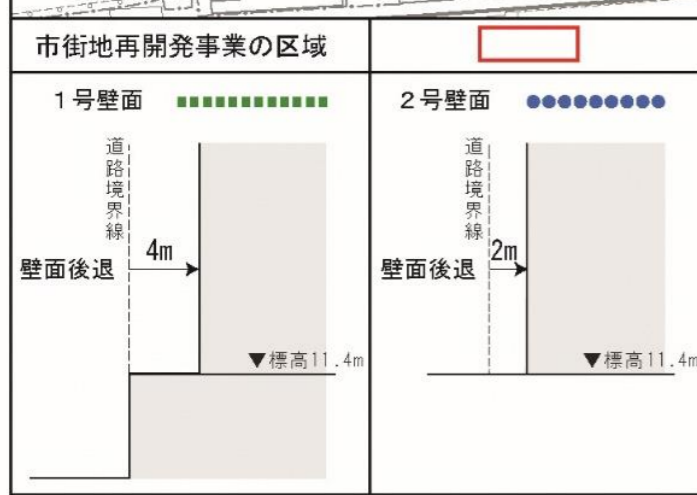 市街地再開発事業の区域
１号壁面
道路境界線
4m
壁面後退
▼標高11.4m
２号壁面
道路境界線
2m
壁面後退
▼標高11.4m